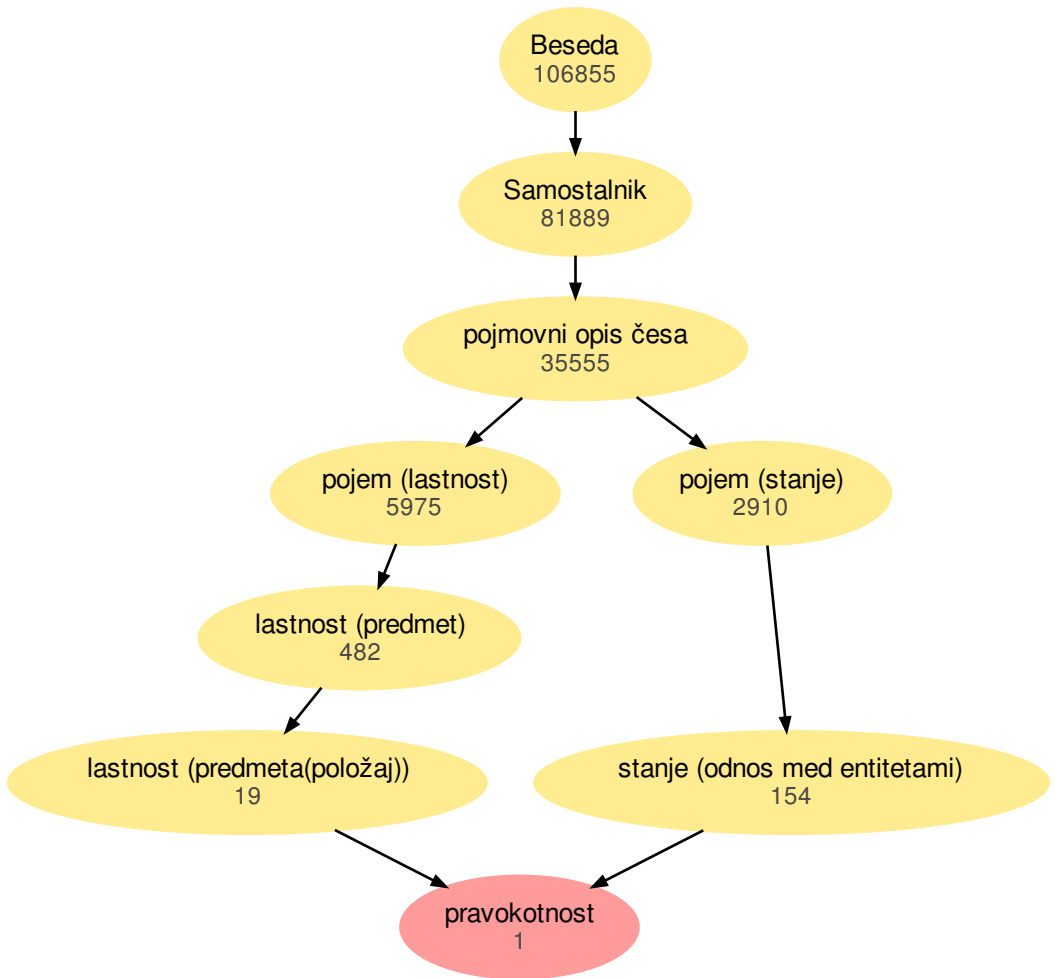 Beseda
106855
Samostalnik
81889
pojmovni opis česa
35555
pojem (lastnost)
5975
pojem (stanje)
2910
lastnost (predmet)
482
lastnost (predmeta(položaj))
19
stanje (odnos med entitetami)
154
pravokotnost
1